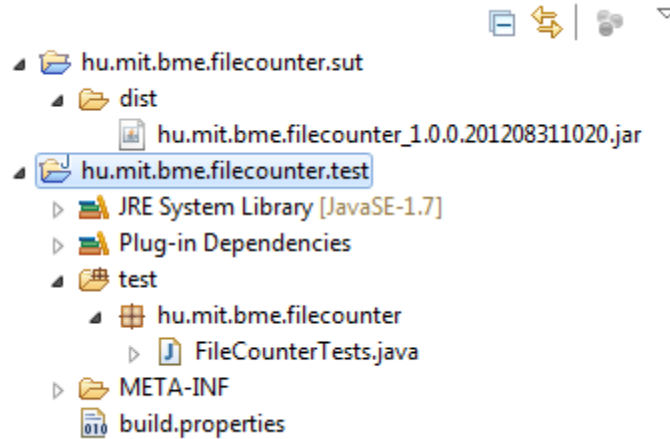 hu.mit.bme.filecounter.sut
dist
hu.mit.bme.filecounter_1.0.0.201208311020.jar
hu.mit.bme.filecounter.test
JRE System Library [JavaSE-1.7]
Plug-in Dependencies
test
hu.mit.bme.filecounter
J FileCounterTests.java
META-INF
010 build.properties